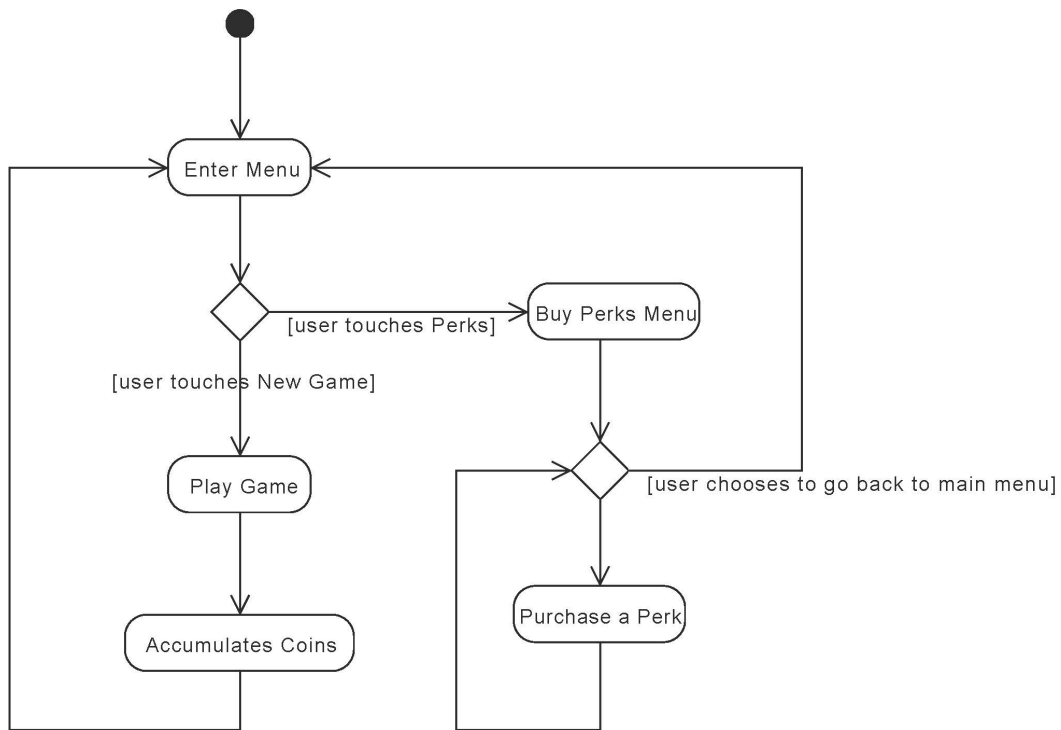 Enter Menu
Buy Perks Menu
[user touches Perks]
[user touches New Game]
Play Game
[user chooses to go back to main menu]
Purchase a Perk
Accumulates Coins